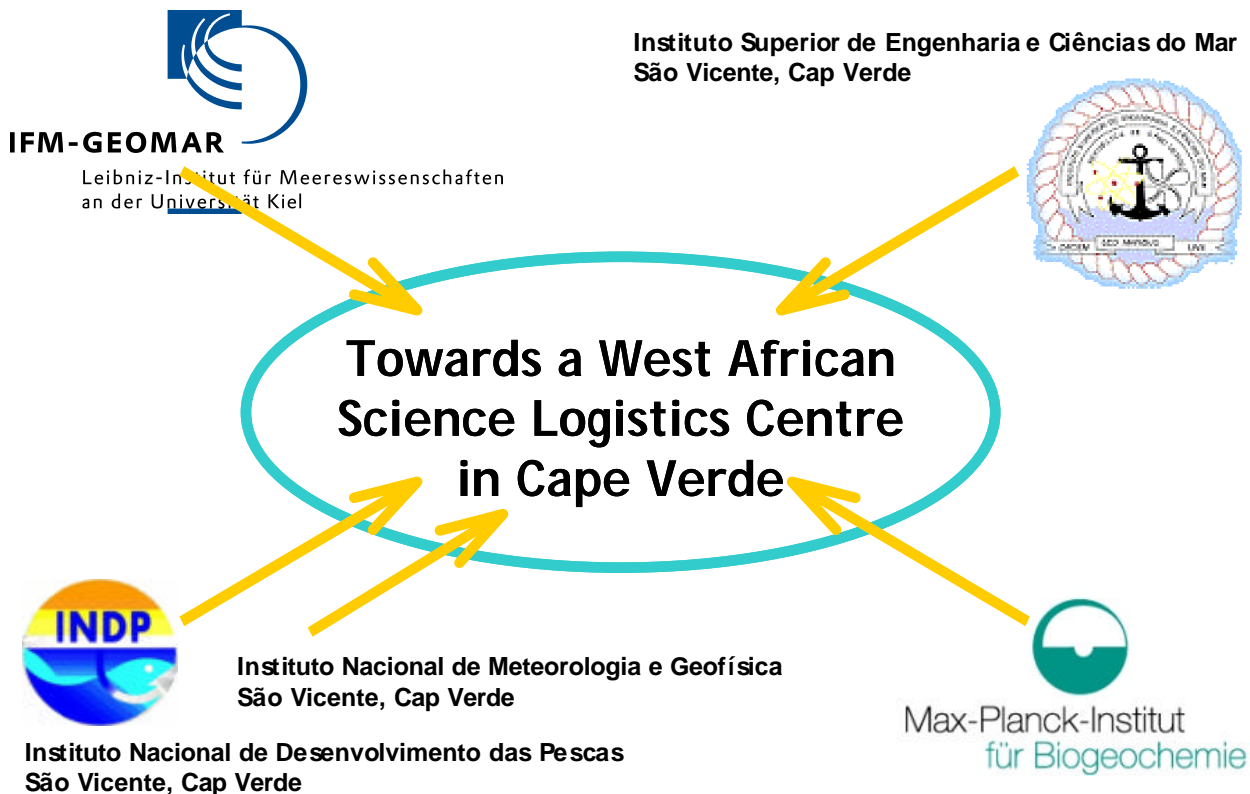 IFM-GEOMAR
Leibniz-Institut für Meereswissenschaften
an der Universität Kiel
Instituto Superior de Engenharia e Ciências do Mar
São Vicente, Cap Verde
Towards a West African
Science Logistics Centre
in Cape Verde
INDP
Instituto Nacional de Meteorologia e Geofísica
São Vicente, Cap Verde
Instituto Nacional de Desenvolvimento das Pescas
São Vicente, Cap Verde
Max-Planck-Institut
für Biogeochemie